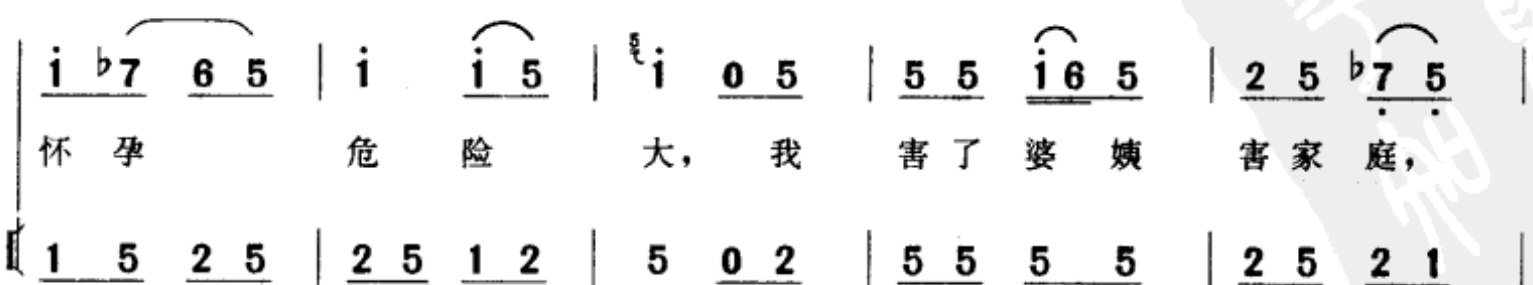 i ♭7 6 5 | i i 5 | 5 i 0 5 | 5 5 i 6 5 | 2 5 ♭7 5 |
怀 孕 危 险 大， 我 害 了 婆 姨 害 家 庭，
1 5 2 5 | 2 5 1 2 | 5 0 2 | 5 5 5 5 | 2 5 2 1 |